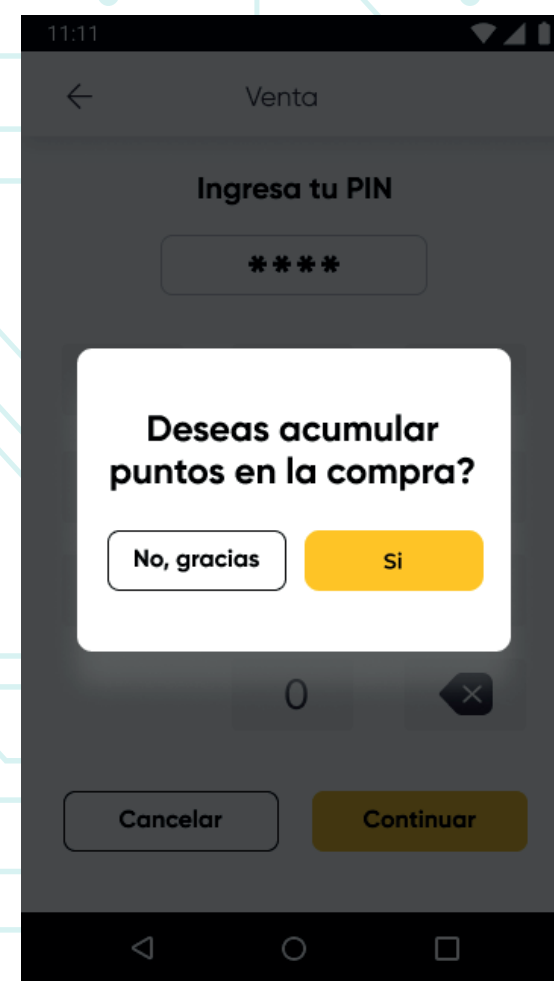 11:11
Venta
Ingresa tu PIN
****
Deseas acumular
puntos en la compra?
No, gracias
Si
0
Cancelar
Continuar